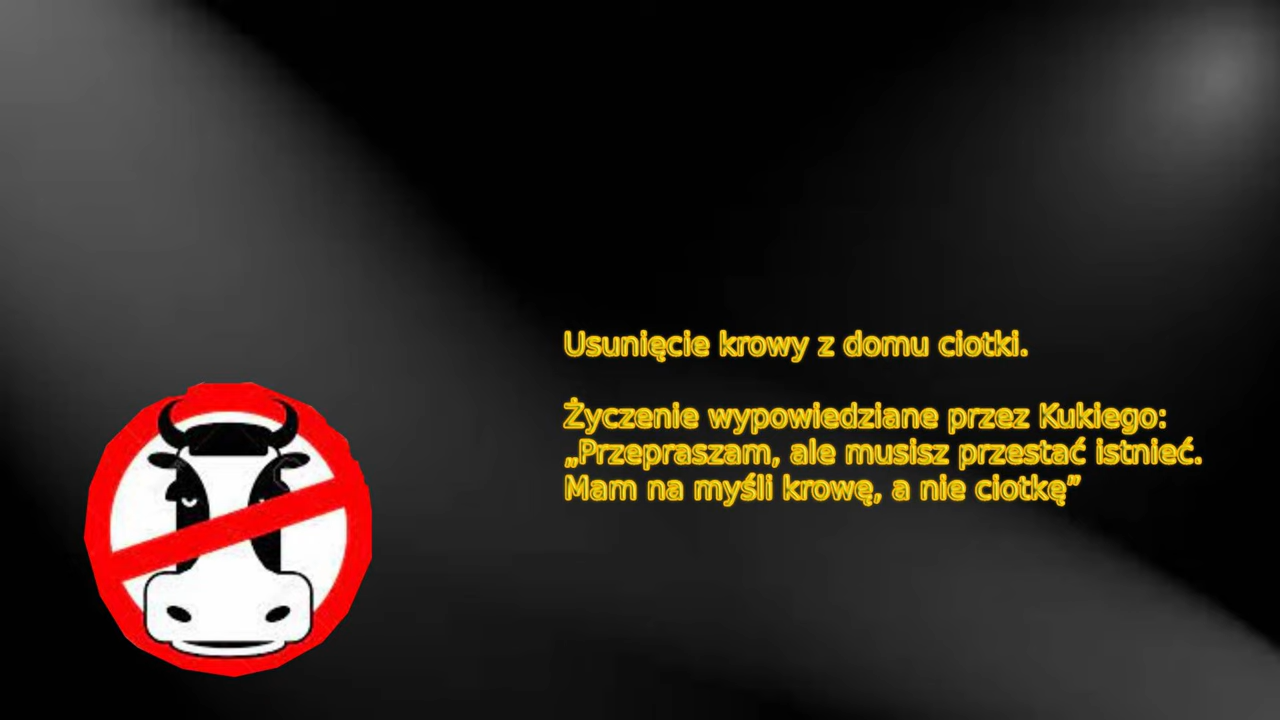 Usunięcie krowy z domu ciotki.
Życzenie wypowiedziane przez Kukiego:
„Przepraszam, ale musisz przestać istnieć.
Mam na myśli krowę, a nie ciotkę”